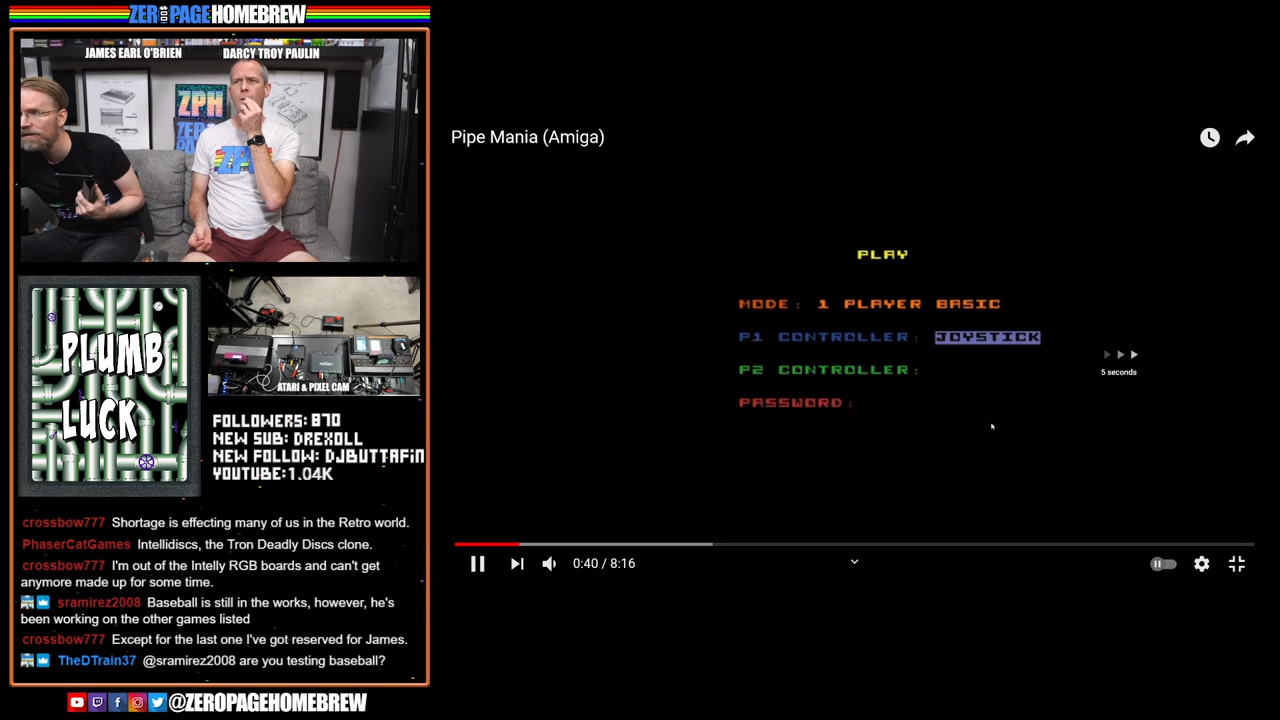 ZER PAGE HOMEBREW
JAMES EARL O'BRIEN
DARCY TROY PAULIN
ZPH
PLUMB
LUCK
ATARI & PIXEL CAM
FOLLOWERS: 870
NEW SUB: DREXOLL
NEW FOLLOW: DJBUTTAFIN
YOUTUBE:1.04K
crossbow777 Shortage is effecting many of us in the Retro world.
PhaserCatGames Intellidiscs, the Tron Deadly Discs clone.
crossbow777 I'm out of the Intelly RGB boards and can't get
anymore made up for some time.
sramirez2008 Baseball is still in the works, however, he's
been working on the other games listed
crossbow777 Except for the last one I've got reserved for James.
TheDTrain37 @sramirez2008 are you testing baseball?
@ZEROPAGEHOMEBREW
Pipe Mania (Amiga)
PLAY
MODE: 1 PLAYER BASIC
P1 CONTROLLER: JOYSTICK
P2 CONTROLLER:
PASSWORD:
5 seconds
0:40 / 8:16